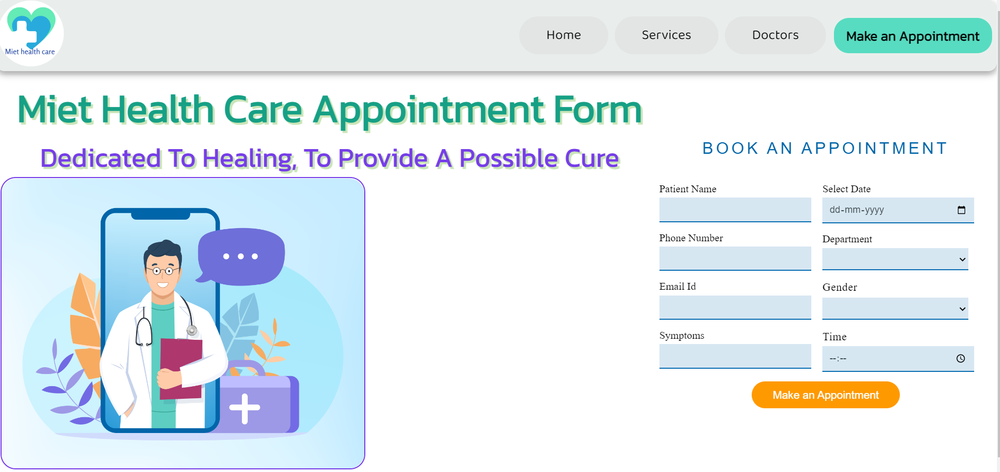 Miet health care
Home
Services
Doctors
Make an Appointment
Miet Health Care Appointment Form
Dedicated To Healing, To Provide A Possible Cure
BOOK AN APPOINTMENT
Patient Name
Select Date
dd-mm-yyyy
Phone Number
Department
Email Id
Gender
Symptoms
Time
--:--
Make an Appointment